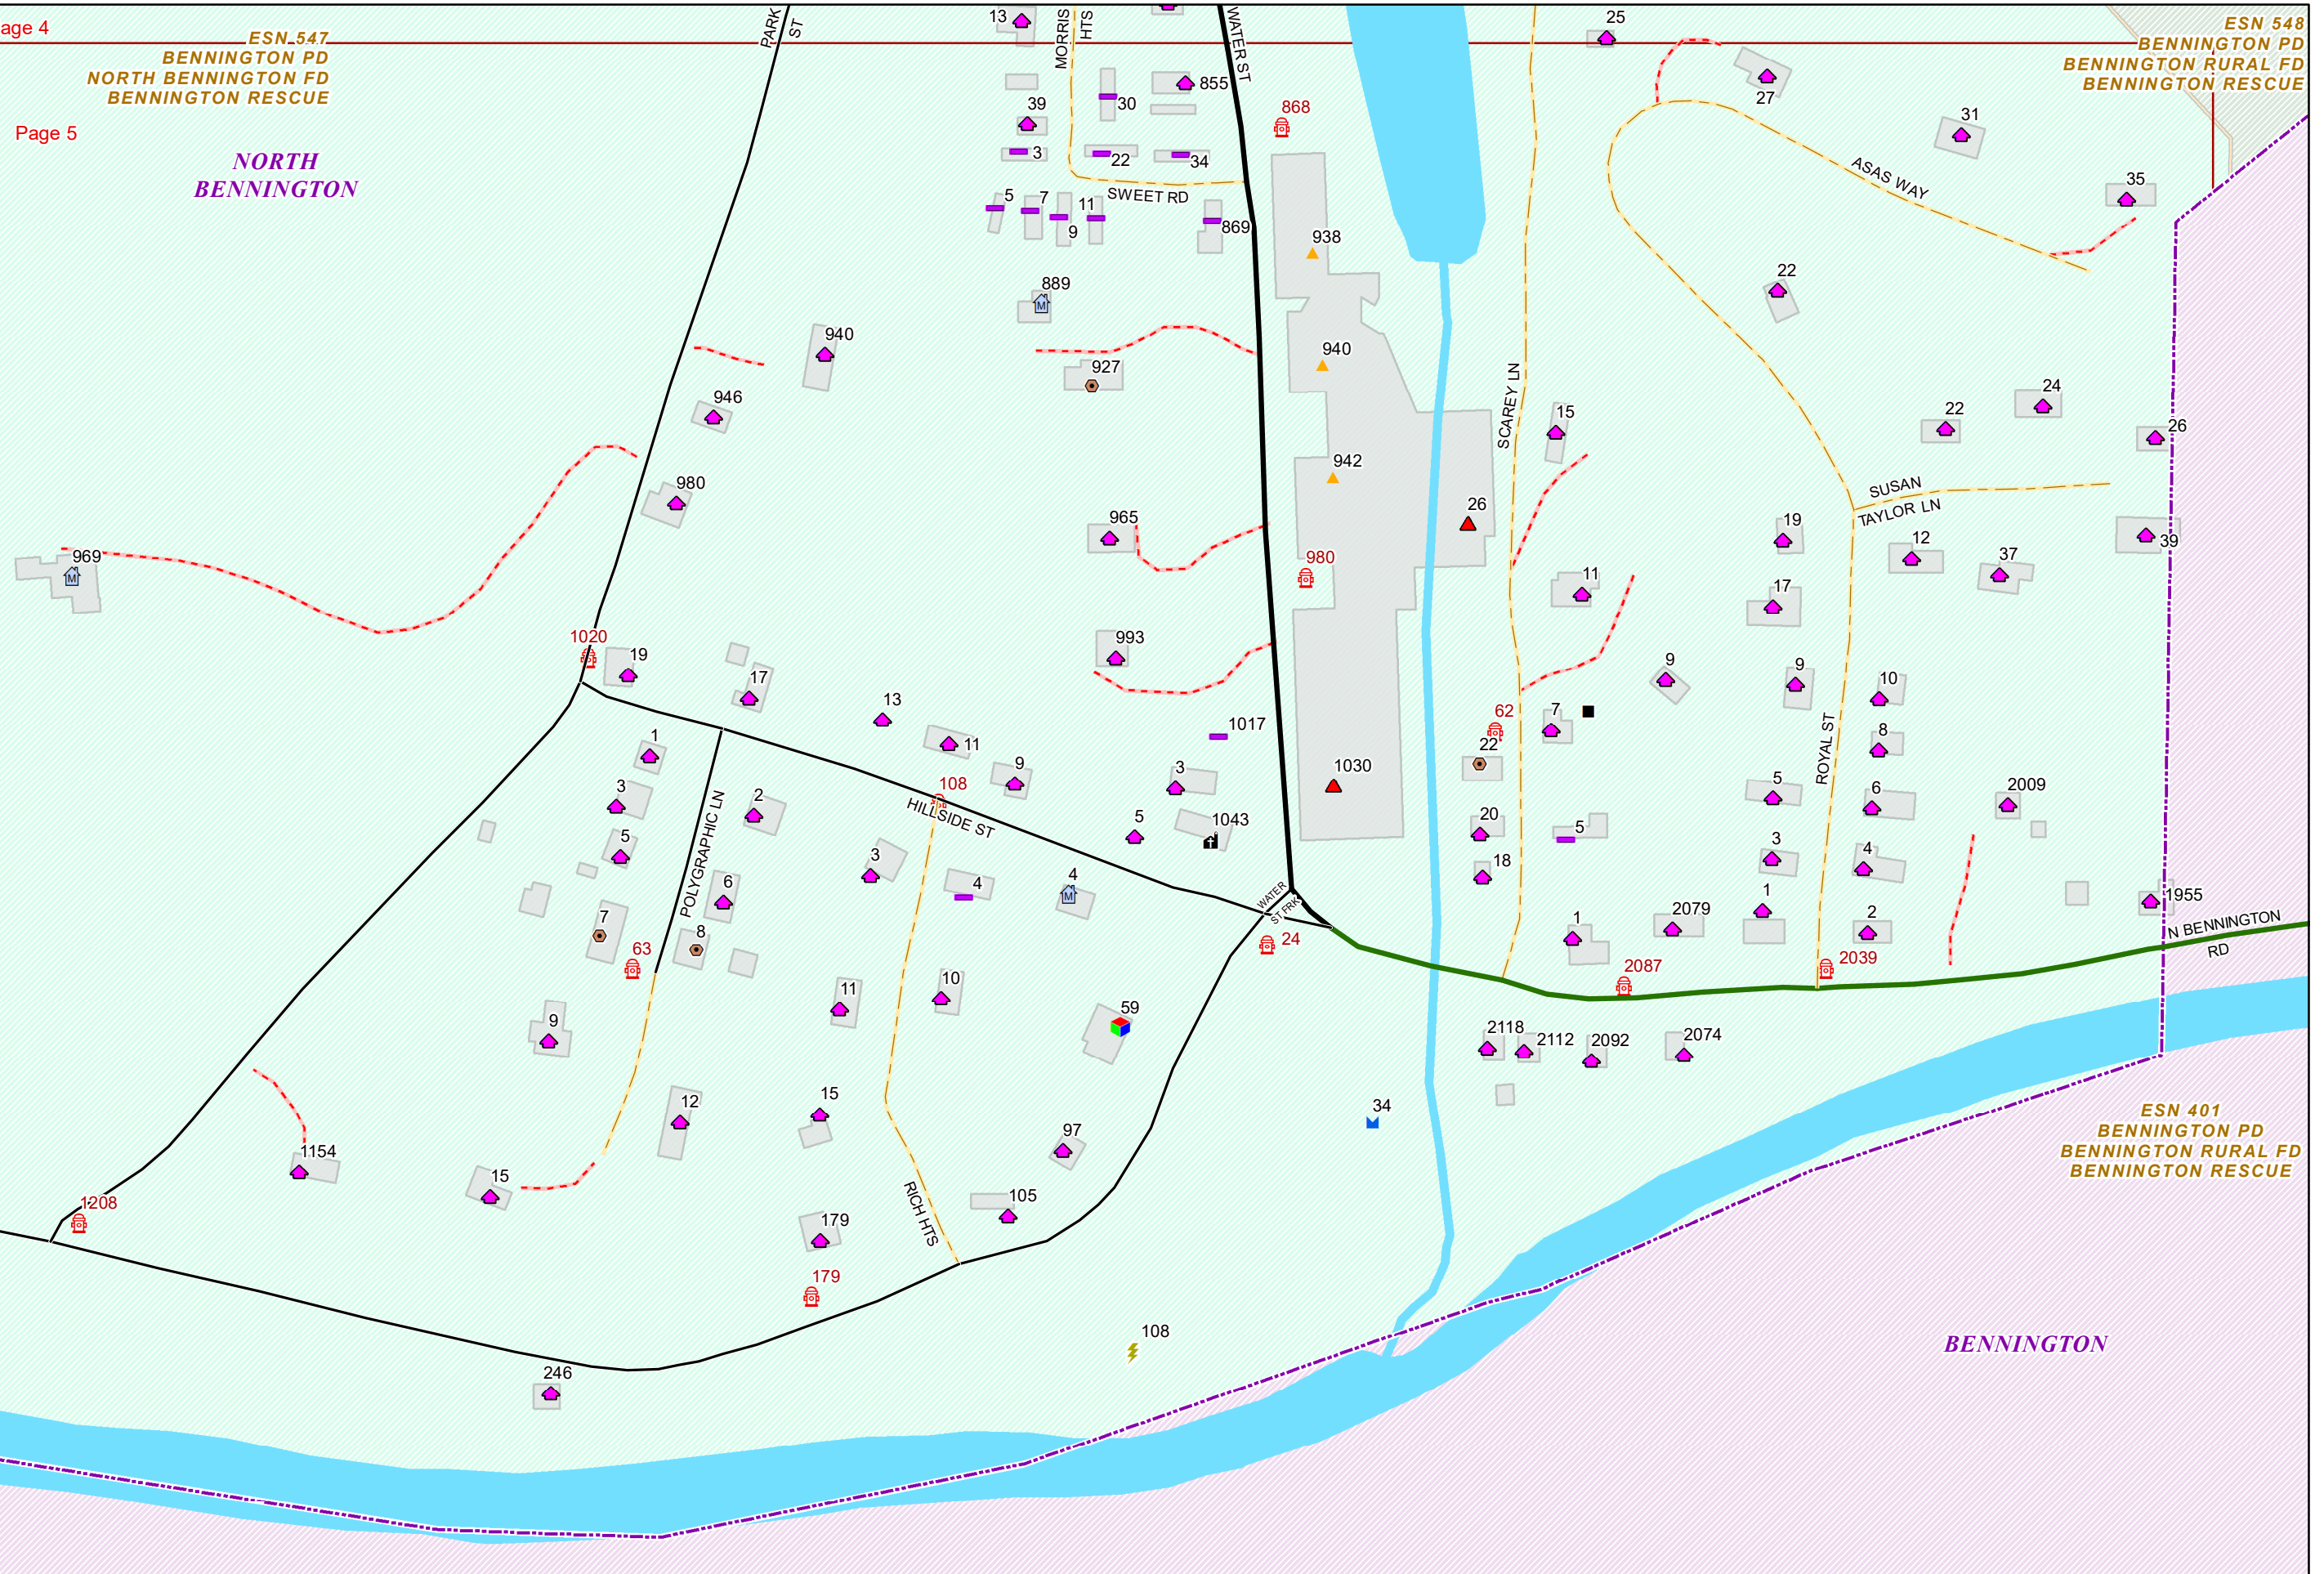 age 4
ESN 547
BENNINGTON PD
NORTH BENNINGTON FD
BENNINGTON RESCUE
Page 5
NORTH
BENNINGTON
PARK
ST
13
MORRIS
HTS
WATER ST
25
ESN 548
BENNINGTON PD
BENNINGTON RURAL FD
BENNINGTON RESCUE
27
855
30
39
868
31
3
22
34
ASAS WAY
35
SWEET RD
5
7
9
11
869
938
22
889
M
940
927
940
946
SCAREY LN
15
22
24
26
942
980
26
SUSAN
TAYLOR LN
965
19
12
39
969
M
980
11
37
17
1020
19
993
17
9
9
10
13
11
1017
62
7
8
ROYAL ST
1
22
9
3
1030
5
6
2009
3
2
108
HILLSIDE ST
POLYGRAPHIC LN
5
1043
20
5
3
4
5
3
4
4
M
18
6
1
1955
7
8
WATER
ST FRK
24
1
2079
2
N BENNINGTON
RD
63
2087
2039
11
10
9
59
2118
2112
2092
2074
12
15
34
ESN 401
BENNINGTON PD
BENNINGTON RURAL FD
BENNINGTON RESCUE
97
1154
15
1208
RICH HTS
105
179
179
108
BENNINGTON
246